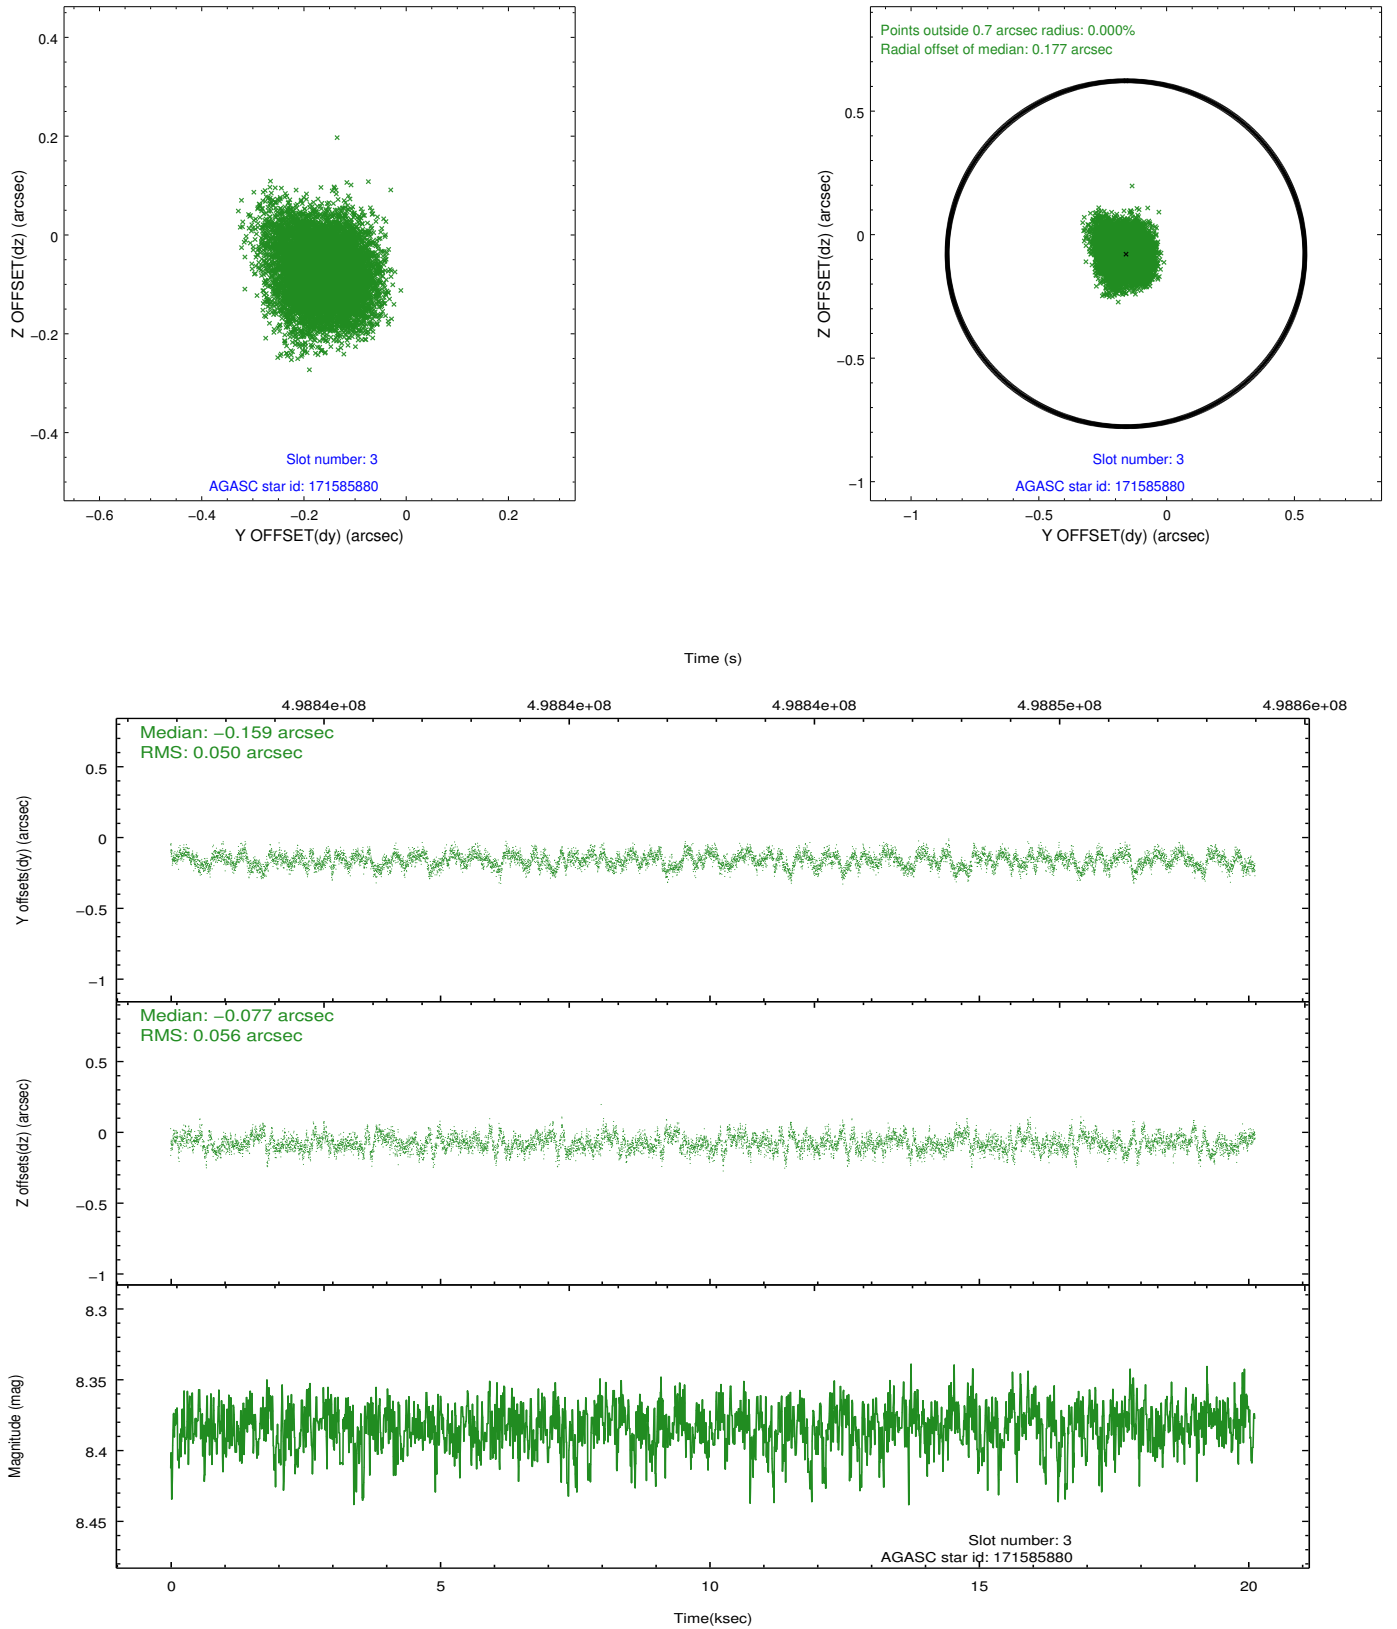 0.4
0.2
0
−0.2
−0.4
Z OFFSET(dz) (arcsec)
Slot number: 3
AGASC star id: 171585880
−0.6
−0.4
−0.2
0
0.2
Y OFFSET(dy) (arcsec)
Points outside 0.7 arcsec radius: 0.000%
Radial offset of median: 0.177 arcsec
0.5
0
−0.5
−1
Z OFFSET(dz) (arcsec)
Slot number: 3
AGASC star id: 171585880
−1
−0.5
0
0.5
Y OFFSET(dy) (arcsec)
Time (s)
4.9884e+08
4.9884e+08
4.9884e+08
4.9885e+08
4.9886e+08
Median: −0.159 arcsec
RMS: 0.050 arcsec
0.5
0
−0.5
−1
Y offsets(dy) (arcsec)
Median: −0.077 arcsec
RMS: 0.056 arcsec
0.5
0
−0.5
−1
Z offsets(dz) (arcsec)
8.3
8.35
8.4
8.45
Magnitude (mag)
Slot number: 3
AGASC star id: 171585880
0
5
10
15
20
Time(ksec)